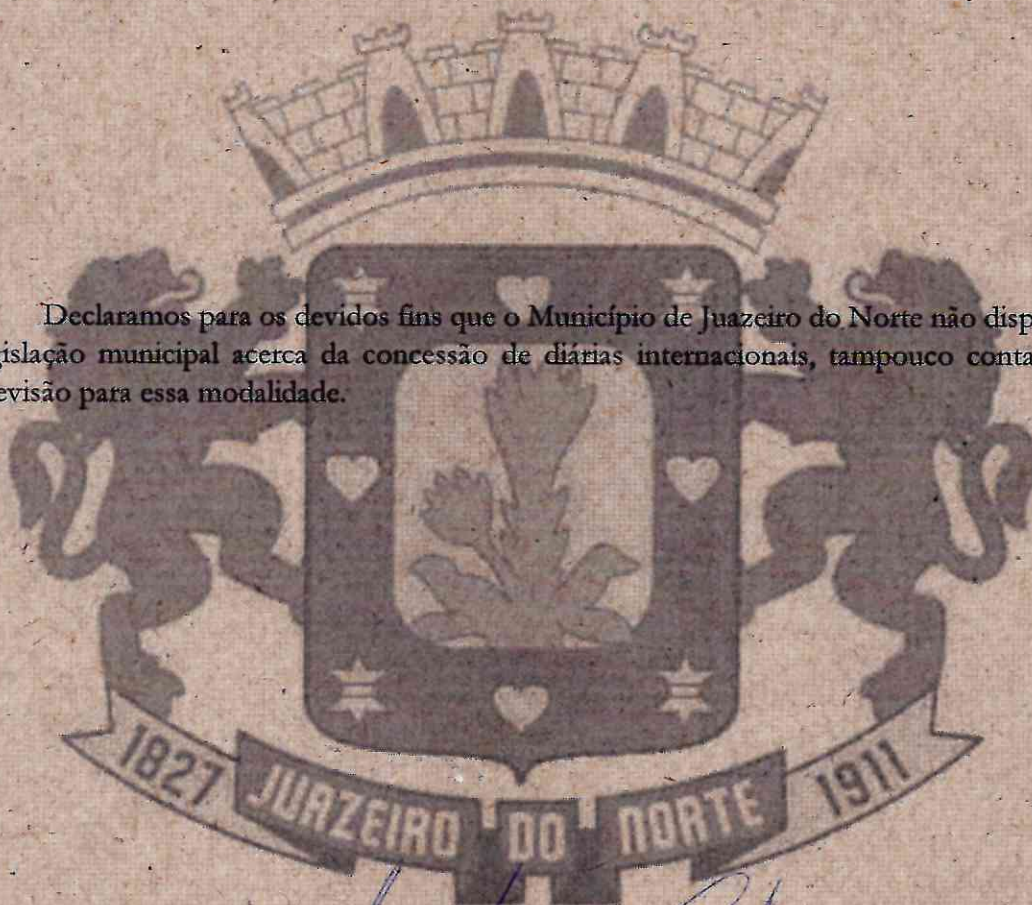 Declaramos para os devidos fins que o Município de Juazeiro do Norte não disp
gislação municipal acerca da concessão de diárias internacionais, tampouco conta
evisão para essa modalidade.
1827 JUAZEIRO DO NORTE 1911